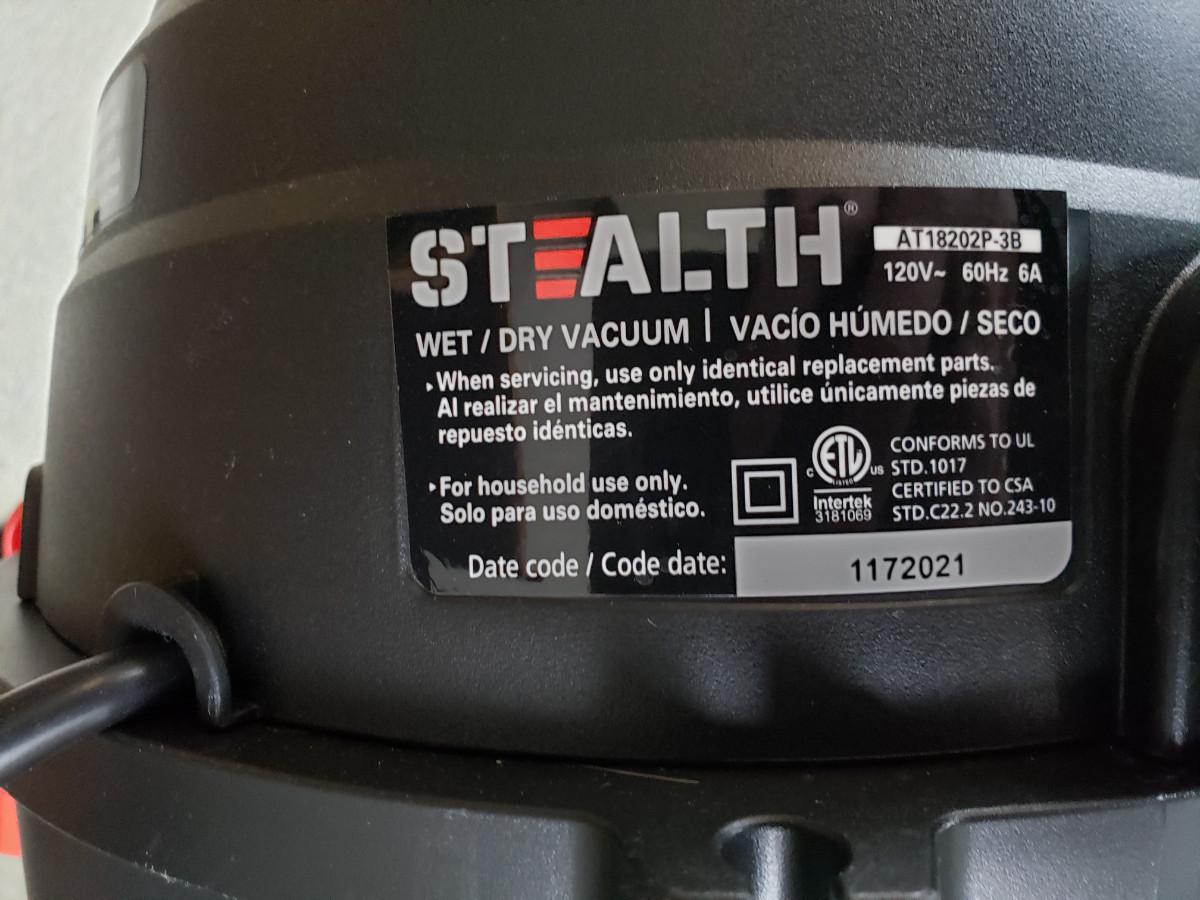 STEALTH®
AT18202P-3B
120V~ 60Hz 6A
WET / DRY VACUUM | VACÍO HÚMEDO / SECO
▸When servicing, use only identical replacement parts.
Al realizar el mantenimiento, utilice únicamente piezas de
repuesto idénticas.
▸For household use only.
Solo para uso doméstico.
C ETL US
LISTED
Intertek
3181069
CONFORMS TO UL
STD.1017
CERTIFIED TO CSA
STD.C22.2 NO.243-10
Date code / Code date:
1172021